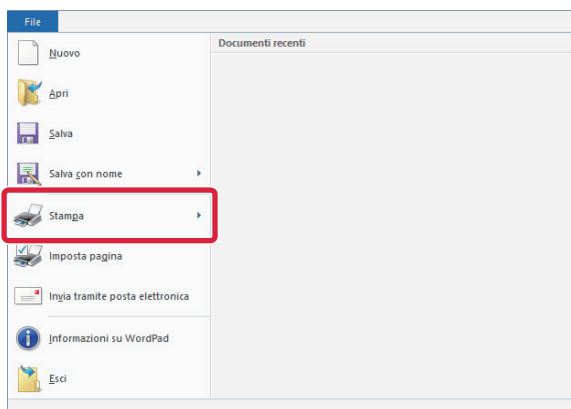 File
Documenti recenti
Nuovo
Apri
Salva
Salva con nome
Stampa
Imposta pagina
Invia tramite posta elettronica
Informazioni su WordPad
Esci